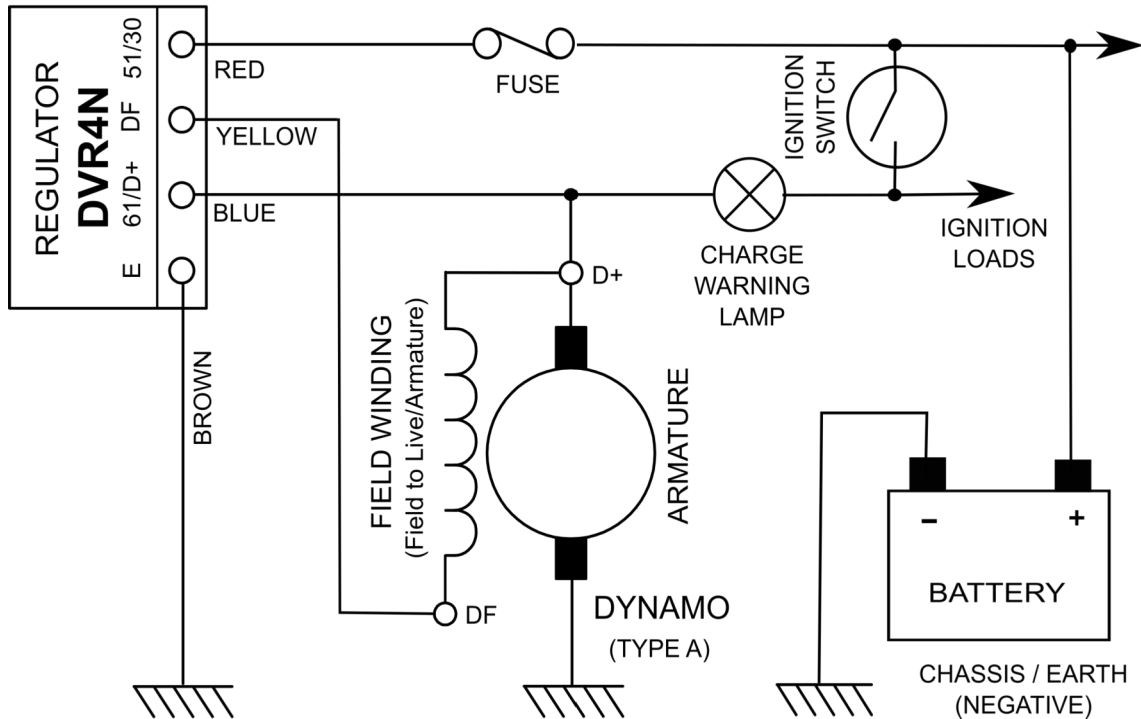 REGULATOR
DVR4N
51/30
DF
61/D+
E
RED
YELLOW
BLUE
BROWN
FUSE
IGNITION
SWITCH
IGNITION
LOADS
CHARGE
WARNING
LAMP
D+
FIELD WINDING
(Field to Live/Armature)
ARMATURE
DF
DYNAMO
(TYPE A)
– +
BATTERY
CHASSIS / EARTH
(NEGATIVE)